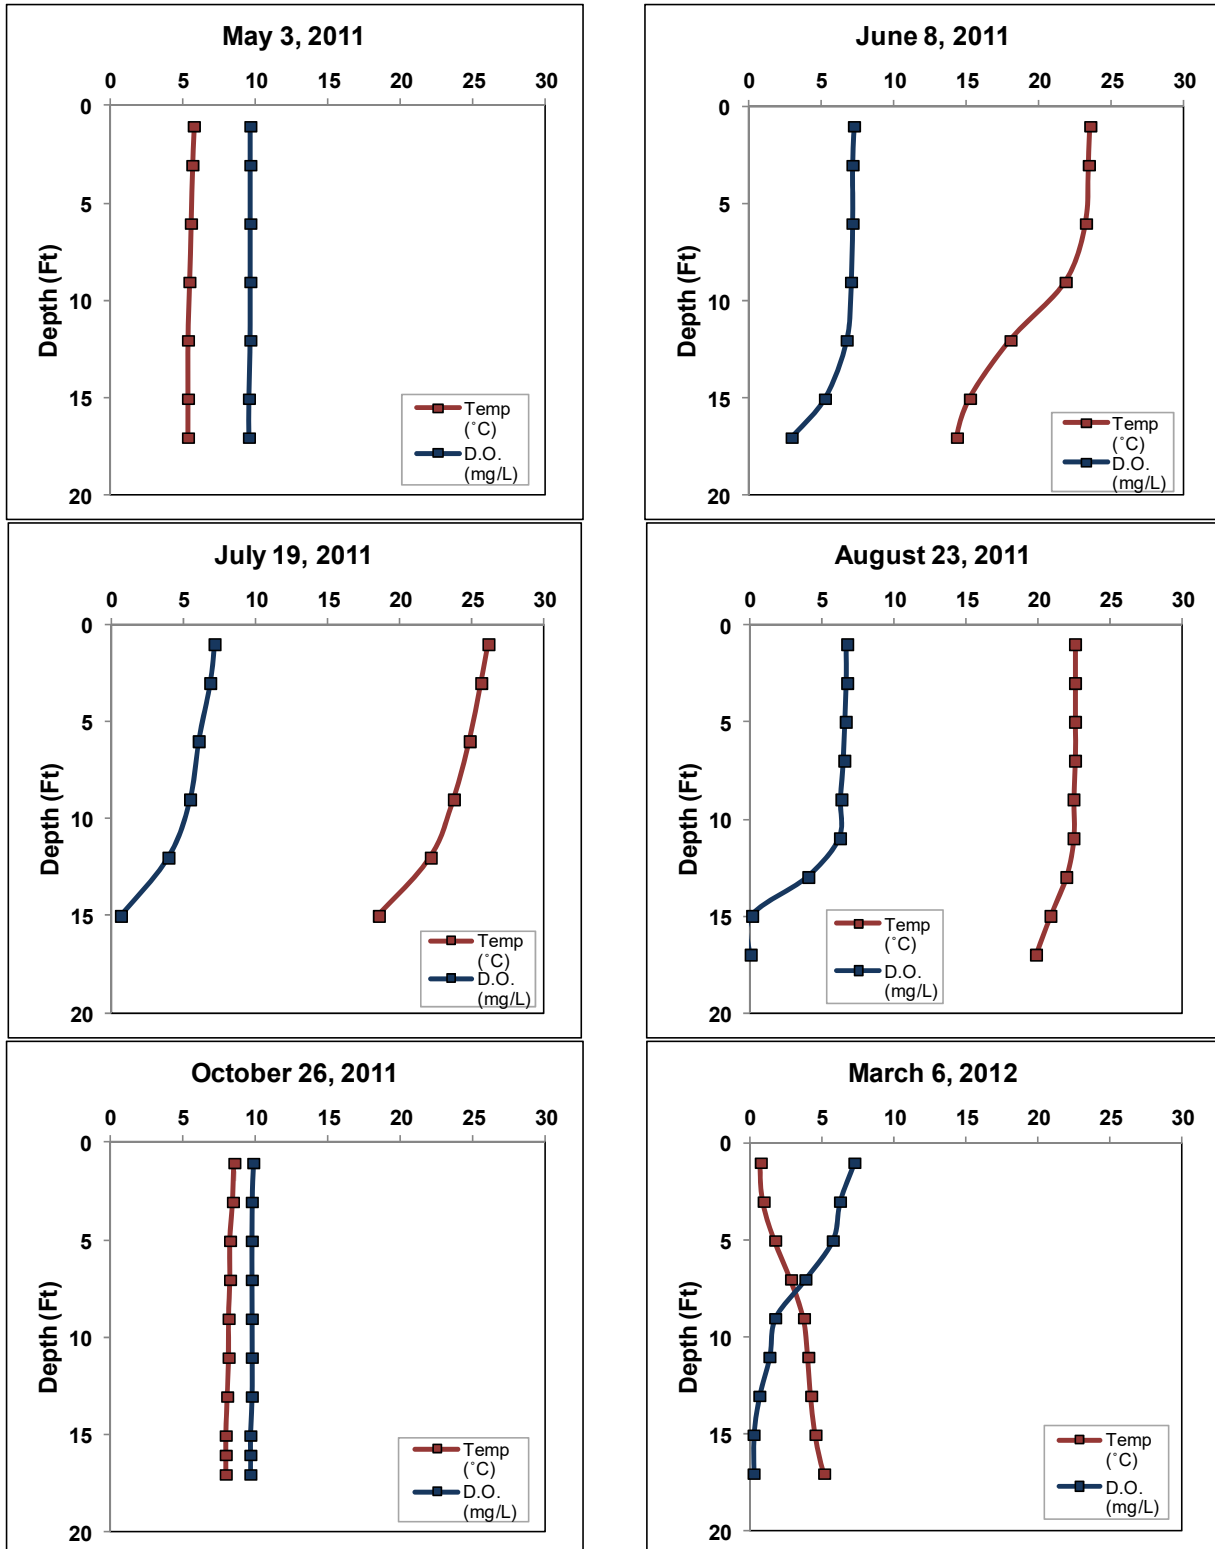 May 3, 2011
0 5 10 15 20 25 30
0
5
10
15
20
Depth (Ft)
Temp
(˚C)
D.O.
(mg/L)
June 8, 2011
0 5 10 15 20 25 30
0
5
10
15
20
Depth (Ft)
Temp
(˚C)
D.O.
(mg/L)
July 19, 2011
0 5 10 15 20 25 30
0
5
10
15
20
Depth (Ft)
Temp
(˚C)
D.O.
(mg/L)
August 23, 2011
0 5 10 15 20 25 30
0
5
10
15
20
Depth (Ft)
Temp
(˚C)
D.O.
(mg/L)
October 26, 2011
0 5 10 15 20 25 30
0
5
10
15
20
Depth (Ft)
Temp
(˚C)
D.O.
(mg/L)
March 6, 2012
0 5 10 15 20 25 30
0
5
10
15
20
Depth (Ft)
Temp
(˚C)
D.O.
(mg/L)